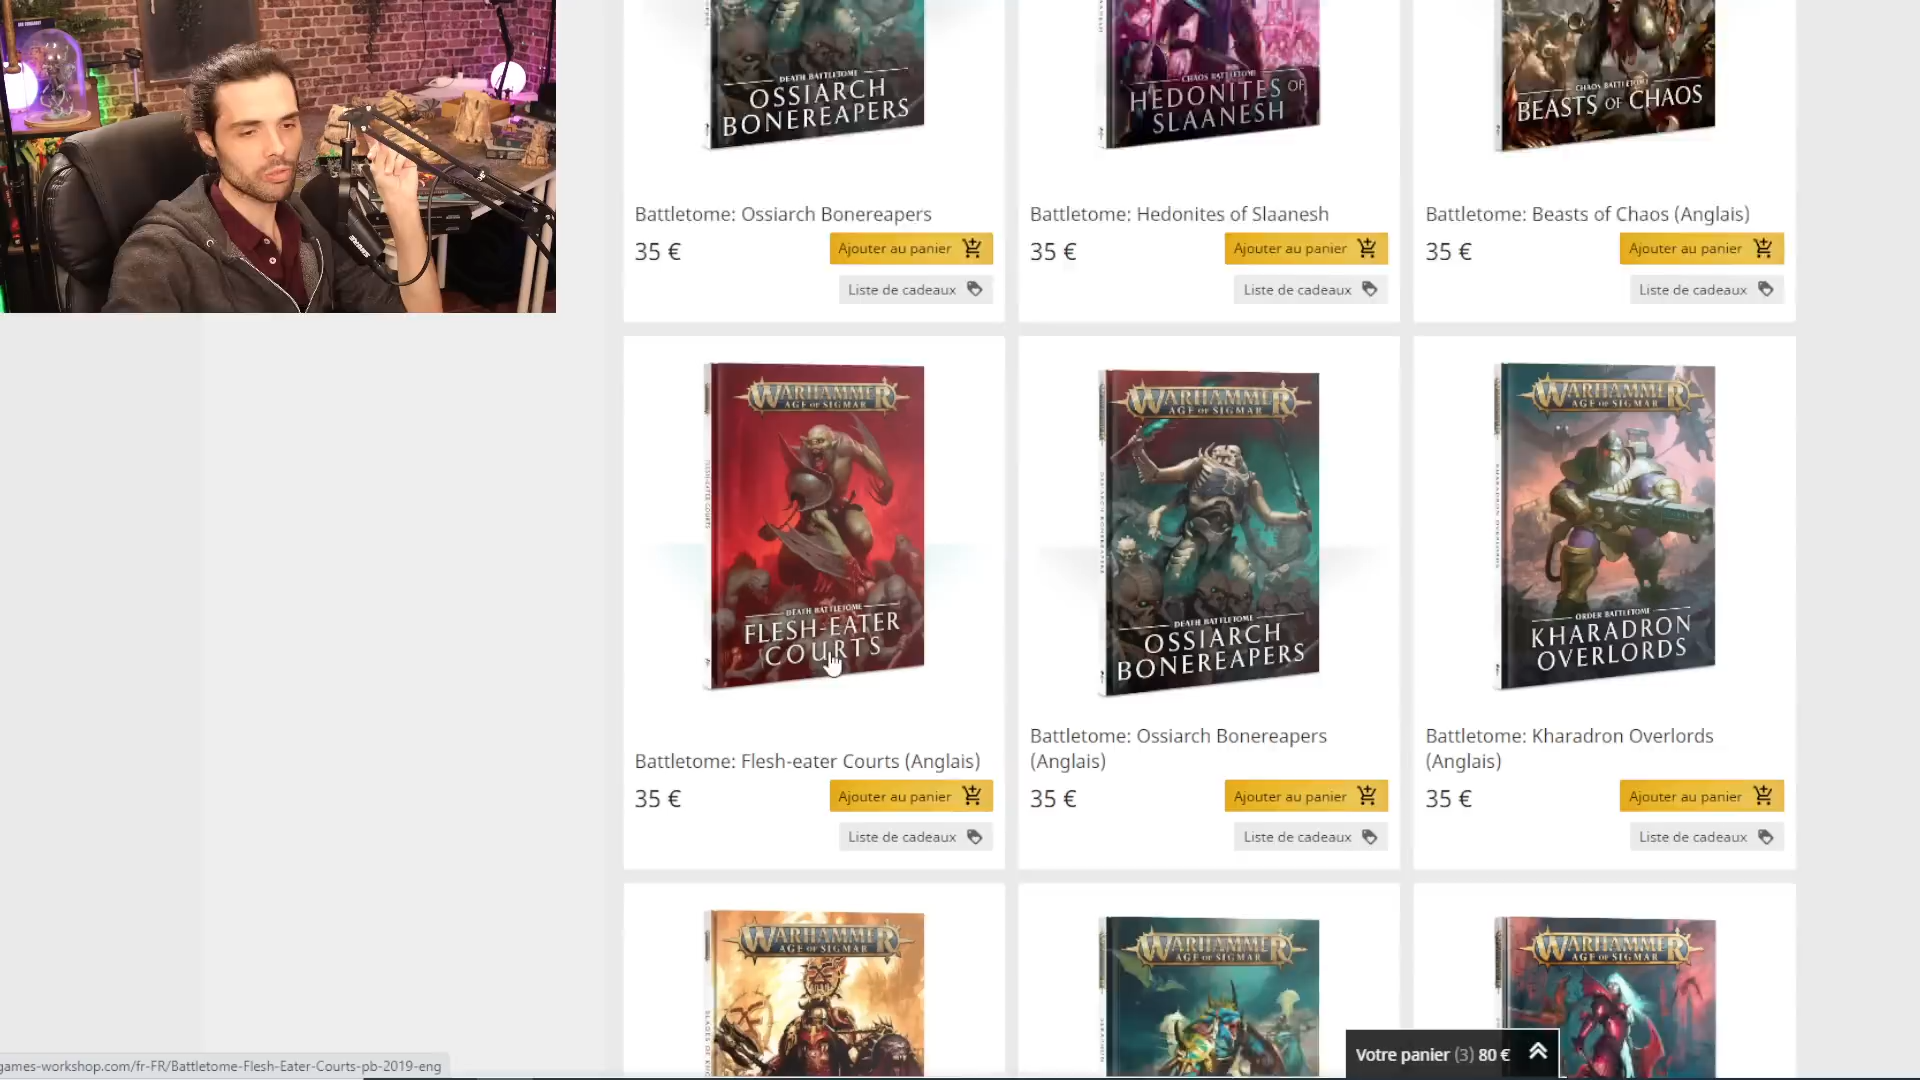 DEATH BATTLETOME
OSSIARCH
BONEREAPERS
CHAOS BATTLETOME
HEDONITES OF
SLAANESH
CHAOS BATTLETOME
BEASTS OF CHAOS
Battletome: Ossiarch Bonereapers
35 €
Ajouter au panier
Liste de cadeaux
Battletome: Hedonites of Slaanesh
35 €
Ajouter au panier
Liste de cadeaux
Battletome: Beasts of Chaos (Anglais)
35 €
Ajouter au panier
Liste de cadeaux
WARHAMMER
AGE OF SIGMAR
DEATH BATTLETOME
FLESH-EATER
COURTS
WARHAMMER
AGE OF SIGMAR
DEATH BATTLETOME
OSSIARCH
BONEREAPERS
WARHAMMER
AGE OF SIGMAR
ORDER BATTLETOME
KHARADRON
OVERLORDS
Battletome: Flesh-eater Courts (Anglais)
35 €
Ajouter au panier
Liste de cadeaux
Battletome: Ossiarch Bonereapers
(Anglais)
35 €
Ajouter au panier
Liste de cadeaux
Battletome: Kharadron Overlords
(Anglais)
35 €
Ajouter au panier
Liste de cadeaux
WARHAMMER
AGE OF SIGMAR
WARHAMMER
AGE OF SIGMAR
WARHAMMER
AGE OF SIGMAR
Votre panier (3) 80 €
games-workshop.com/fr-FR/Battletome-Flesh-Eater-Courts-pb-2019-eng